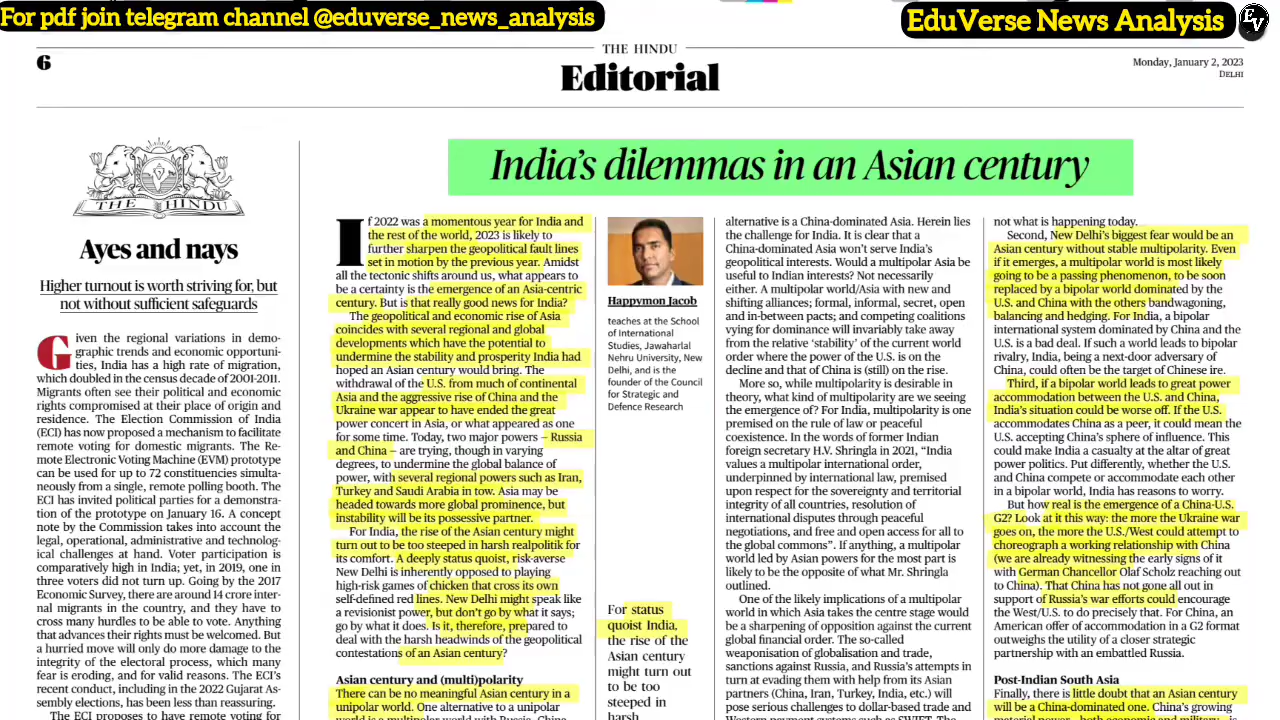 For pdf join telegram channel @eduverse_news_analysis
EduVerse News Analysis
EV
6
THE HINDU
Editorial
Monday, January 2, 2023
DELHI
THE HINDU
Ayes and nays
Higher turnout is worth striving for, but
not without sufficient safeguards
Given the regional variations in demo-
graphic trends and economic opportuni-
ties, India has a high rate of migration,
which doubled in the census decade of 2001-2011.
Migrants often see their political and economic
rights compromised at their place of origin and
residence. The Election Commission of India
(ECI) has now proposed a mechanism to facilitate
remote voting for domestic migrants. The Re-
mote Electronic Voting Machine (EVM) prototype
can be used for up to 72 constituencies simulta-
neously from a single, remote polling booth. The
ECI has invited political parties for a demonstra-
tion of the prototype on January 16. A concept
note by the Commission takes into account the
legal, operational, administrative and technolog-
ical challenges at hand. Voter participation is
comparatively high in India; yet, in 2019, one in
three voters did not turn up. Going by the 2017
Economic Survey, there are around 14 crore inter-
nal migrants in the country, and they have to
cross many hurdles to be able to vote. Anything
that advances their rights must be welcomed. But
a hurried move will only do more damage to the
integrity of the electoral process, which many
fear is eroding, and for valid reasons. The ECI's
recent conduct, including in the 2022 Gujarat As-
sembly elections, has been less than reassuring.
The ECI proposes to have remote voting for
India's dilemmas in an Asian century
If 2022 was a momentous year for India and
the rest of the world, 2023 is likely to
further sharpen the geopolitical fault lines
set in motion by the previous year. Amidst
all the tectonic shifts around us, what appears to
be a certainty is the emergence of an Asia-centric
century. But is that really good news for India?
The geopolitical and economic rise of Asia
coincides with several regional and global
developments which have the potential to
undermine the stability and prosperity India had
hoped an Asian century would bring. The
withdrawal of the U.S. from much of continental
Asia and the aggressive rise of China and the
Ukraine war appear to have ended the great
power concert in Asia, or what appeared as one
for some time. Today, two major powers – Russia
and China – are trying, though in varying
degrees, to undermine the global balance of
power, with several regional powers such as Iran,
Turkey and Saudi Arabia in tow. Asia may be
headed towards more global prominence, but
instability will be its possessive partner.
For India, the rise of the Asian century might
turn out to be too steeped in harsh realpolitik for
its comfort. A deeply status quoist, risk-averse
New Delhi is inherently opposed to playing
high-risk games of chicken that cross its own
self-defined red lines. New Delhi might speak like
a revisionist power, but don't go by what it says;
go by what it does. Is it, therefore, prepared to
deal with the harsh headwinds of the geopolitical
contestations of an Asian century?
Asian century and (multi)polarity
There can be no meaningful Asian century in a
unipolar world. One alternative to a unipolar
world is a multipolar world with Russia, China,
Happymon Jacob
teaches at the School
of International
Studies, Jawaharlal
Nehru University, New
Delhi, and is the
founder of the Council
for Strategic and
Defence Research
For status
quoist India,
the rise of the
Asian century
might turn out
to be too
steeped in
harsh
alternative is a China-dominated Asia. Herein lies
the challenge for India. It is clear that a
China-dominated Asia won't serve India's
geopolitical interests. Would a multipolar Asia be
useful to Indian interests? Not necessarily
either. A multipolar world/Asia with new and
shifting alliances; formal, informal, secret, open
and in-between pacts; and competing coalitions
vying for dominance will invariably take away
from the relative 'stability' of the current world
order where the power of the U.S. is on the
decline and that of China is (still) on the rise.
More so, while multipolarity is desirable in
theory, what kind of multipolarity are we seeing
the emergence of? For India, multipolarity is one
premised on the rule of law or peaceful
coexistence. In the words of former Indian
foreign secretary H.V. Shringla in 2021, “India
values a multipolar international order,
underpinned by international law, premised
upon respect for the sovereignty and territorial
integrity of all countries, resolution of
international disputes through peaceful
negotiations, and free and open access for all to
the global commons”. If anything, a multipolar
world led by Asian powers for the most part is
likely to be the opposite of what Mr. Shringla
outlined.
One of the likely implications of a multipolar
world in which Asia takes the centre stage would
be a sharpening of opposition against the current
global financial order. The so-called
weaponisation of globalisation and trade,
sanctions against Russia, and Russia's attempts in
turn at evading them with help from its Asian
partners (China, Iran, Turkey, India, etc.) will
pose serious challenges to dollar-based trade and
Western payment systems such as SWIFT. The
not what is happening today.
Second, New Delhi's biggest fear would be an
Asian century without stable multipolarity. Even
if it emerges, a multipolar world is most likely
going to be a passing phenomenon, to be soon
replaced by a bipolar world dominated by the
U.S. and China with the others bandwagoning,
balancing and hedging. For India, a bipolar
international system dominated by China and the
U.S. is a bad deal. If such a world leads to bipolar
rivalry, India, being a next-door adversary of
China, could often be the target of Chinese ire.
Third, if a bipolar world leads to great power
accommodation between the U.S. and China,
India's situation could be worse off. If the U.S.
accommodates China as a peer, it could mean the
U.S. accepting China's sphere of influence. This
could make India a casualty at the altar of great
power politics. Put differently, whether the U.S.
and China compete or accommodate each other
in a bipolar world, India has reasons to worry.
But how real is the emergence of a China-U.S.
G2? Look at it this way: the more the Ukraine war
goes on, the more the U.S./West could attempt to
choreograph a working relationship with China
(we are already witnessing the early signs of it
with German Chancellor Olaf Scholz reaching out
to China). That China has not gone all out in
support of Russia's war efforts could encourage
the West/U.S. to do precisely that. For China, an
American offer of accommodation in a G2 format
outweighs the utility of a closer strategic
partnership with an embattled Russia.
Post-Indian South Asia
Finally, there is little doubt that an Asian century
will be a China-dominated one. China's growing
material power – both economic and military – is